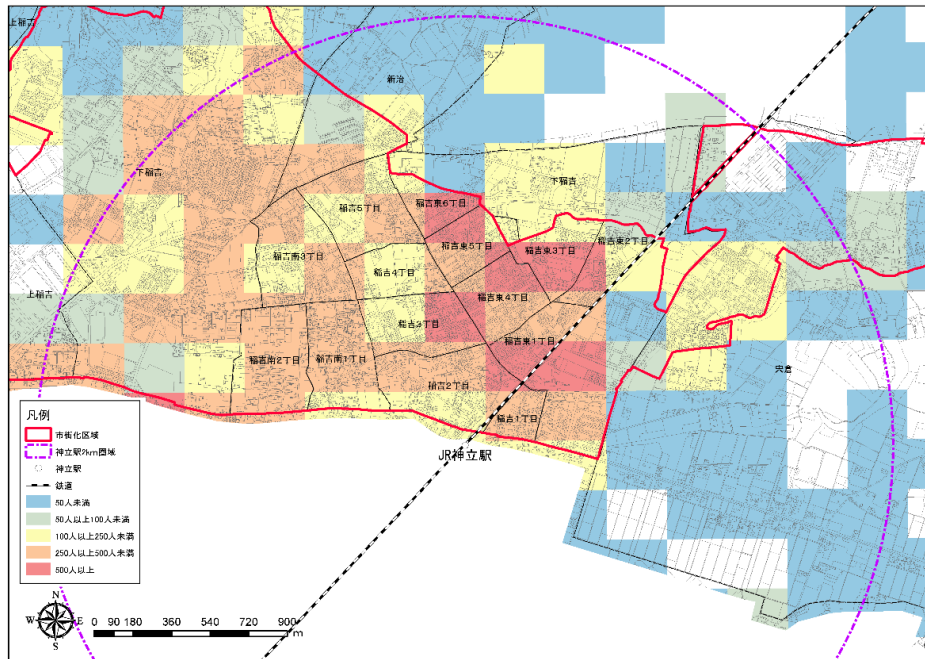 上稲吉
新治
下稲吉
下稲吉
稲吉東6丁目
稲吉5丁目
稲吉東5丁目
稲吉東3丁目
稲吉東2丁目
稲吉南3丁目
稲吉4丁目
上稲吉
稲吉東4丁目
稲吉3丁目
稲吉東1丁目
稲吉南2丁目
稲吉南1丁目
稲吉2丁目
宍倉
稲吉1丁目
JR神立駅
凡例
市街化区域
神立駅2km圏域
神立駅
鉄道
50人未満
50人以上100人未満
100人以上250人未満
250人以上500人未満
500人以上
N
W E
S
0 90 180 360 540 720 900
m